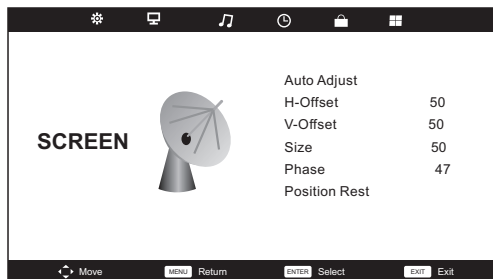 SCREEN
Auto Adjust
H-Offset 50
V-Offset 50
Size 50
Phase 47
Position Rest
Move MENU Return ENTER Select EXIT Exit